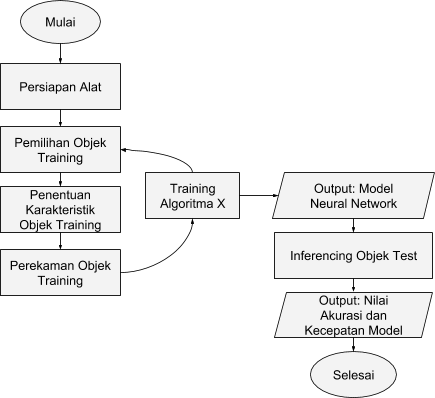 Mulai
Persiapan Alat
Pemilihan Objek
Training
Penentuan
Karakteristik
Objek Training
Perekaman Objek
Training
Training
Algoritma X
Output: Model
Neural Network
Inferencing Objek Test
Output: Nilai
Akurasi dan
Kecepatan Model
Selesai